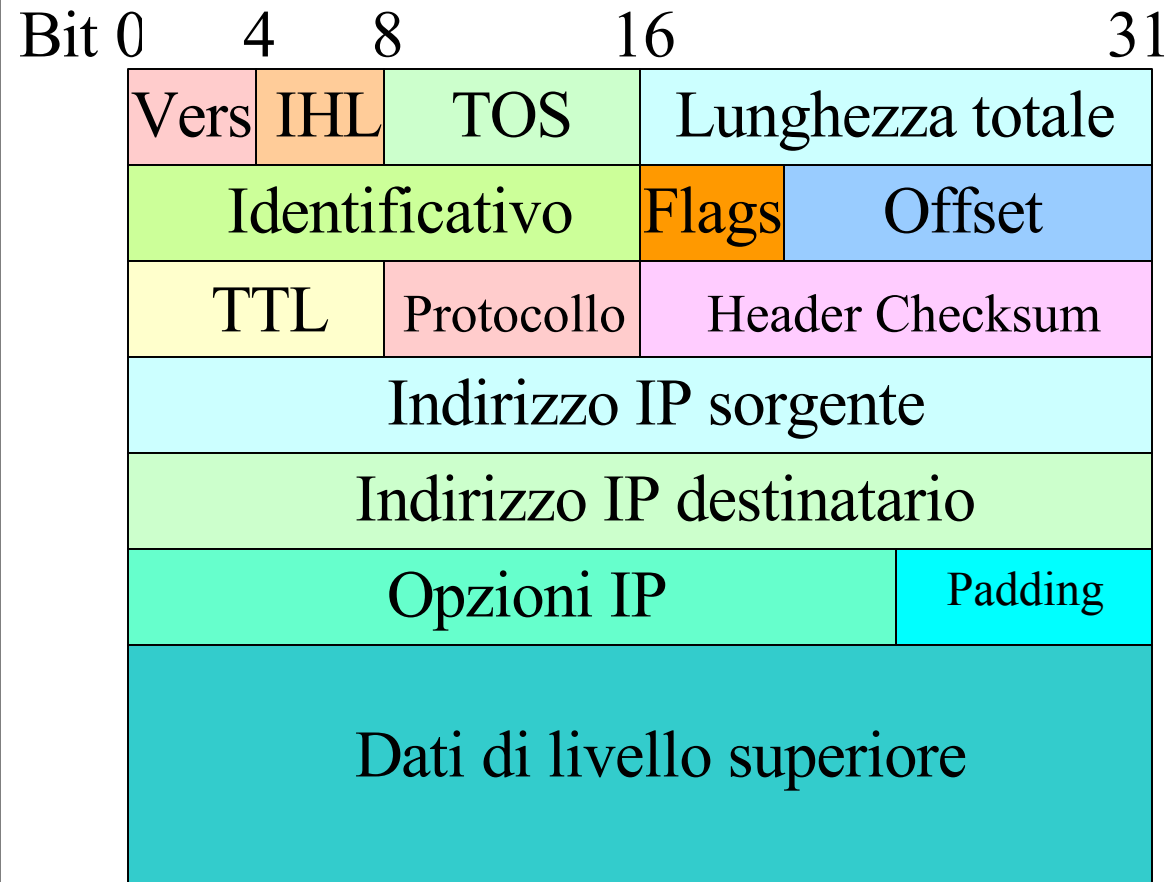 Bit 0 4 8 16 31
Vers IHL TOS Lunghezza totale
Identificativo Flags Offset
TTL Protocollo Header Checksum
Indirizzo IP sorgente
Indirizzo IP destinatario
Opzioni IP Padding
Dati di livello superiore